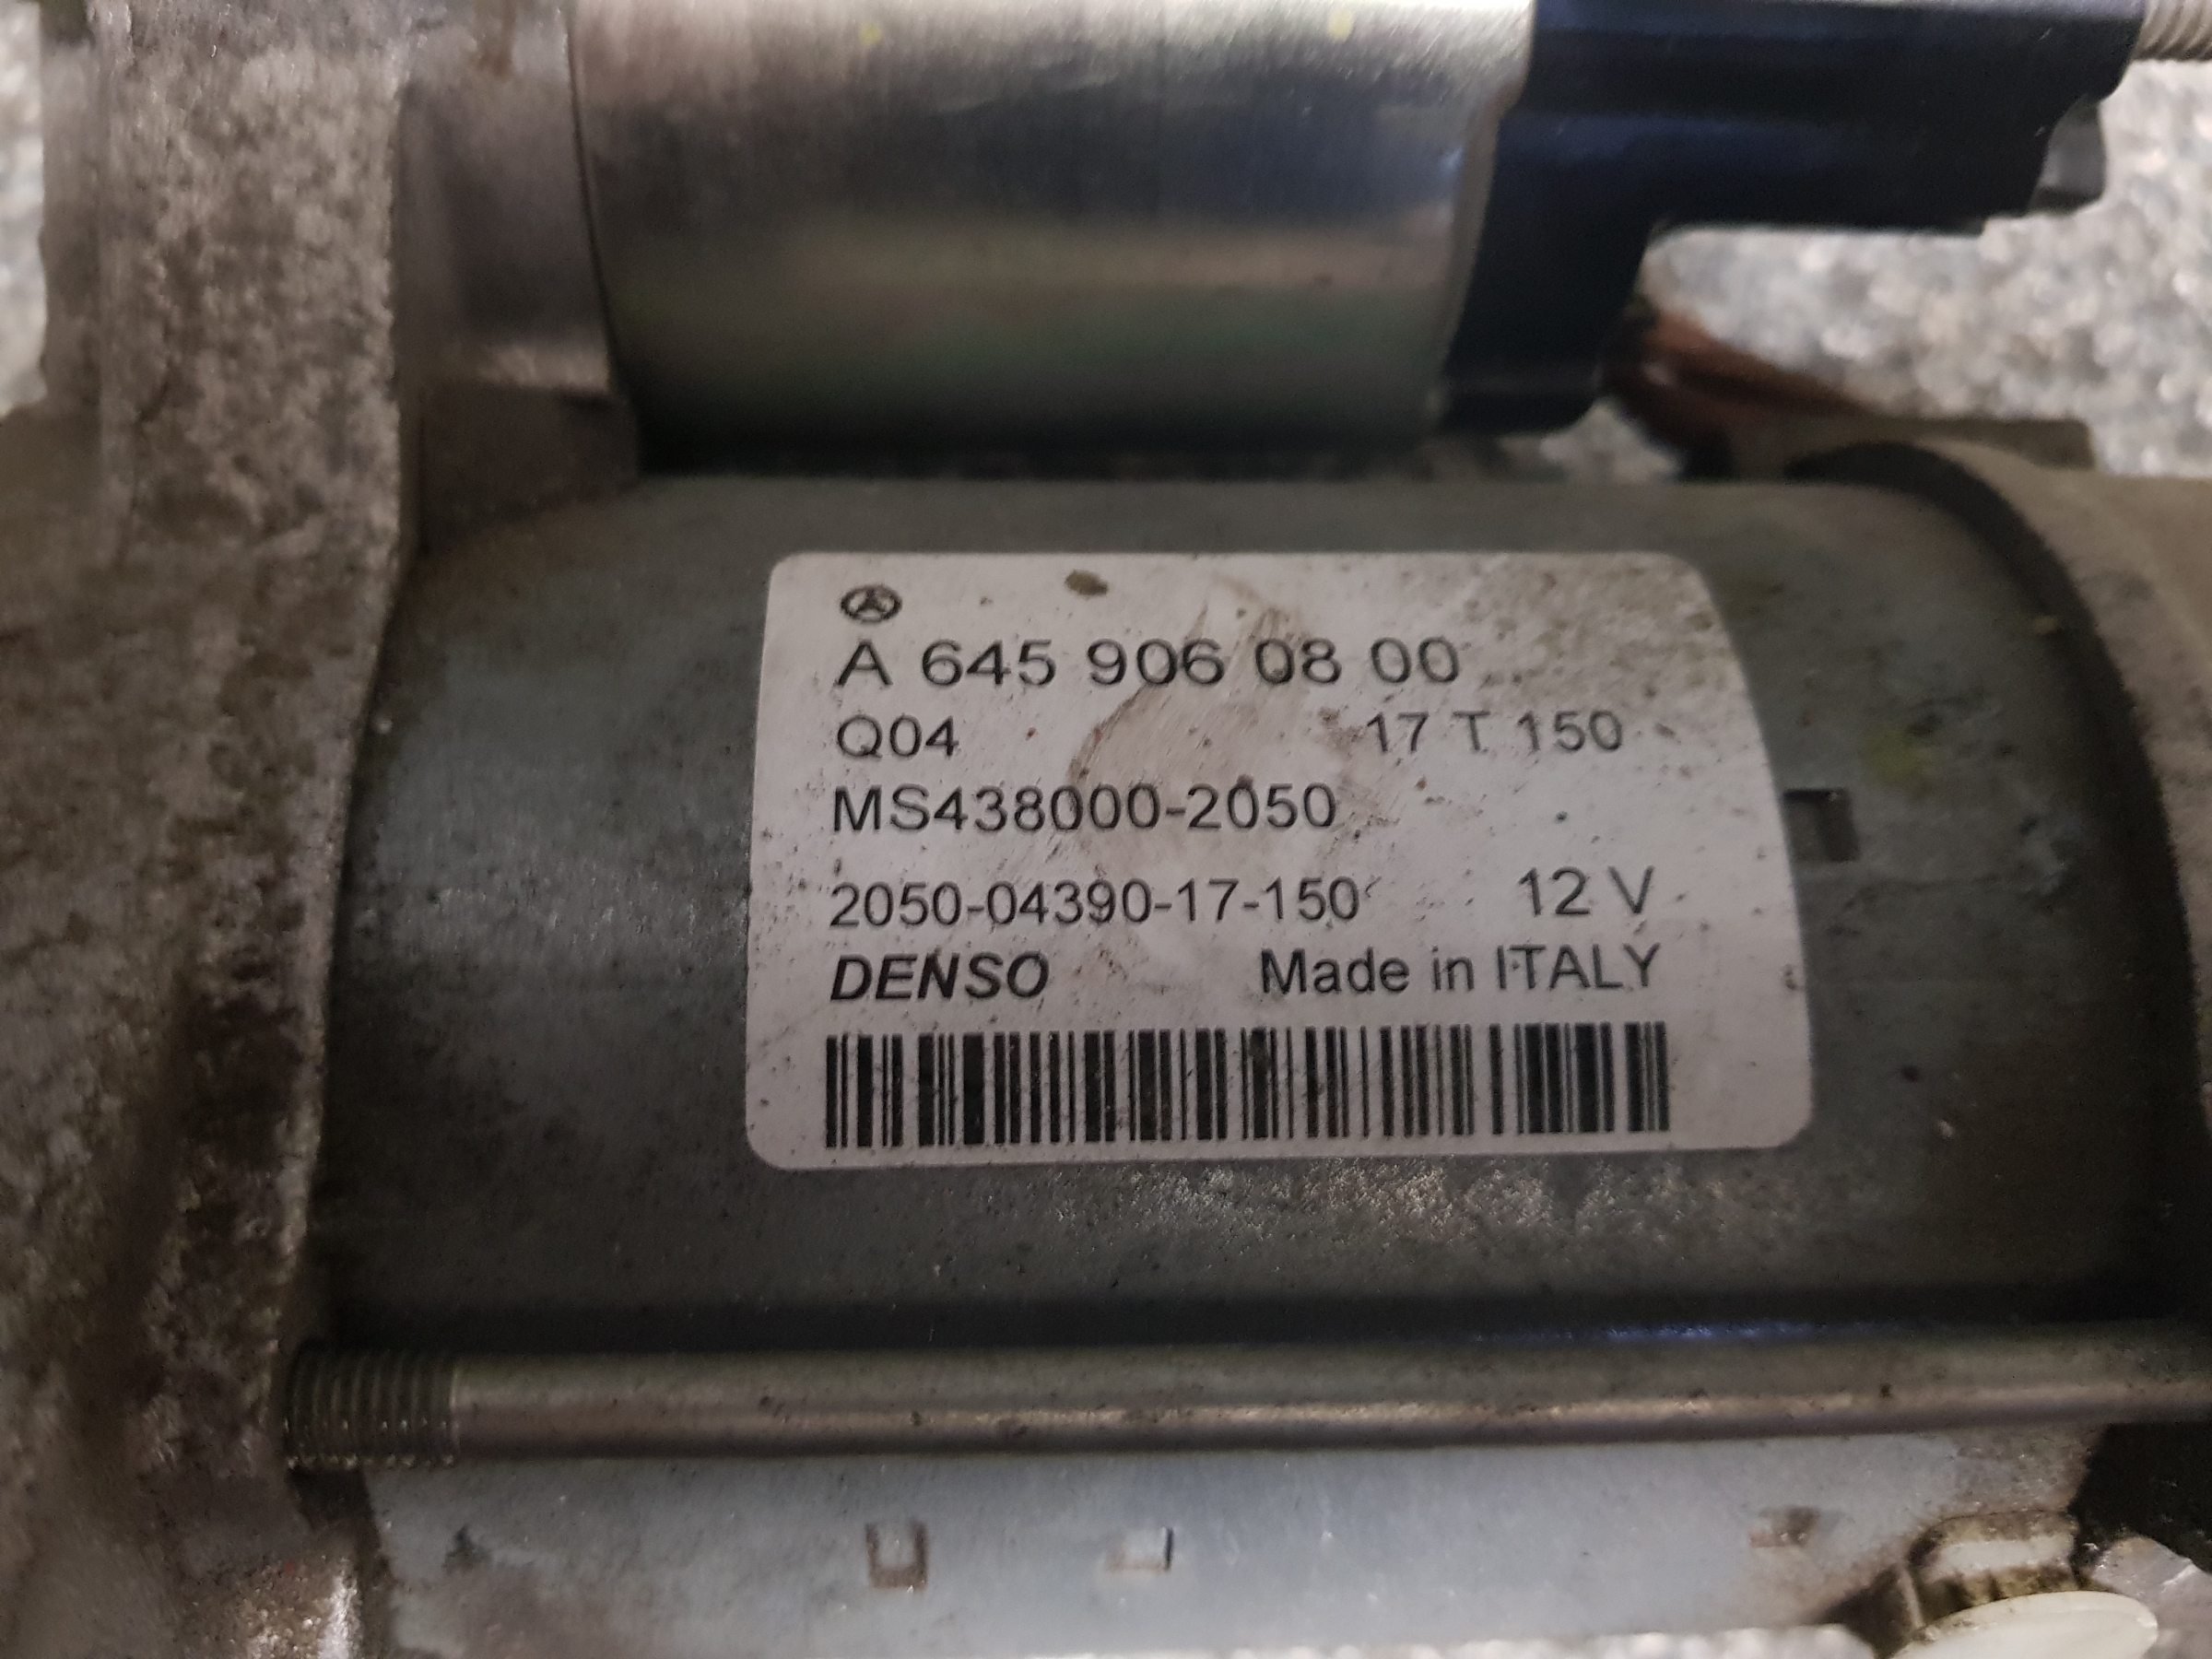 A 645 906 08 00
Q04 17 T 150
MS438000-2050
2050-04390-17-150 12 V
DENSO Made in ITALY